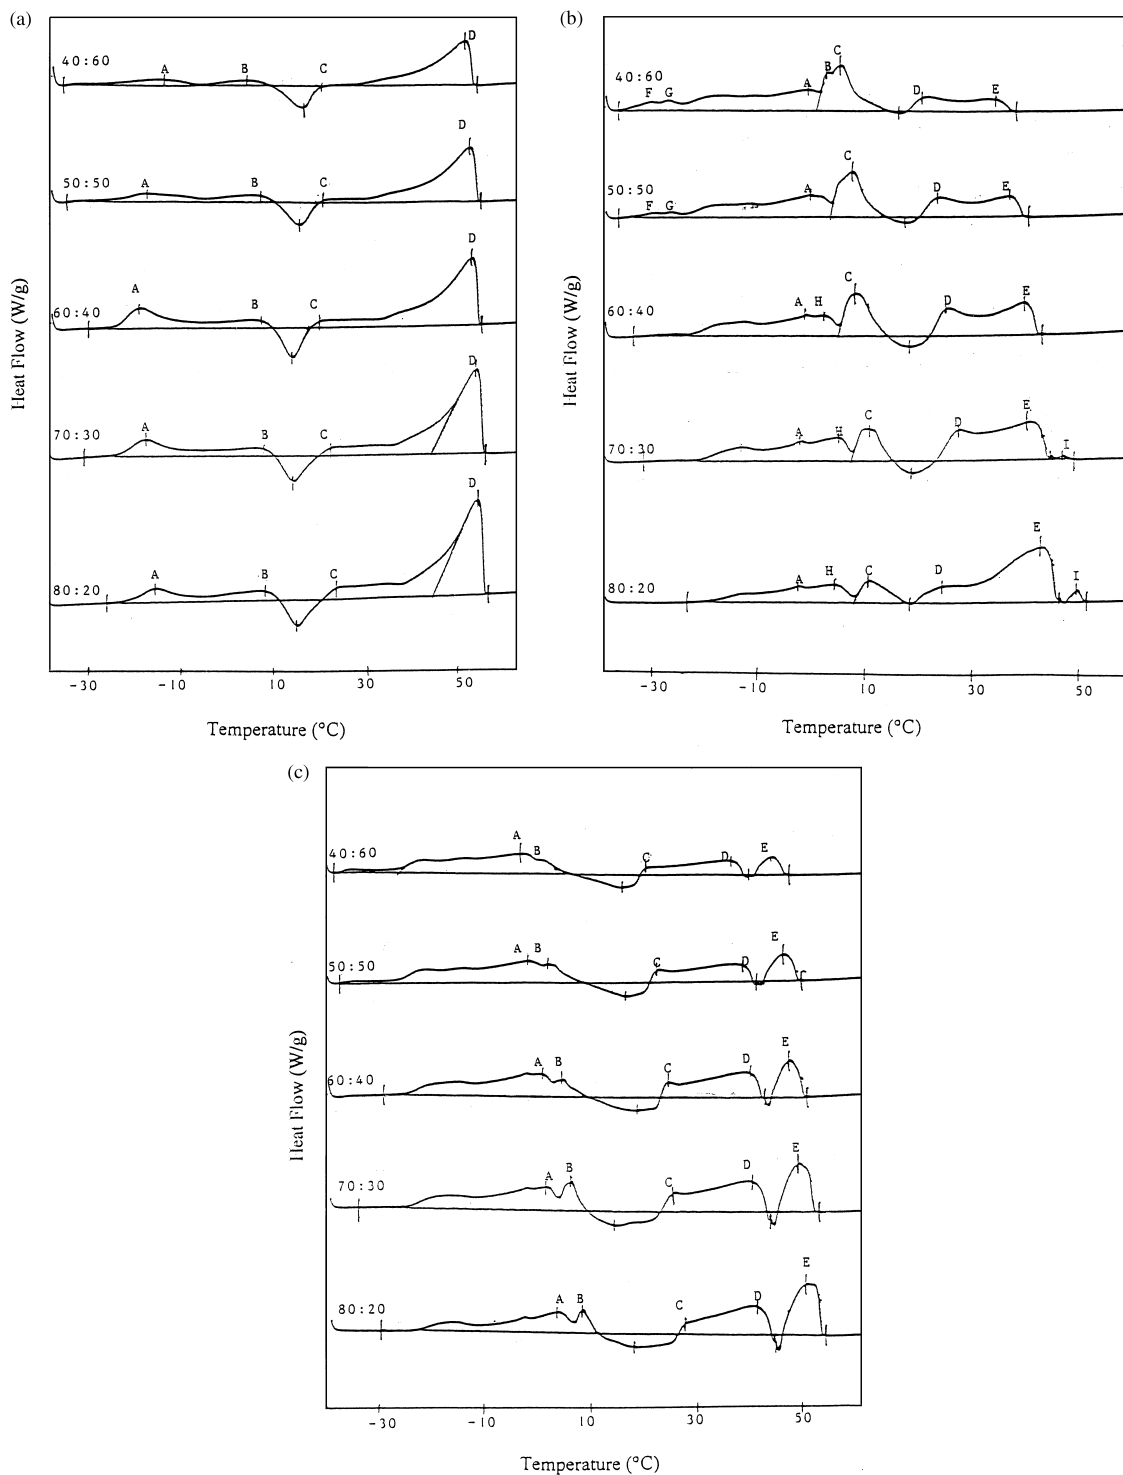 (a)
40:60
A
B
C
D
50:50
A
B
C
D
60:40
A
B
C
D
70:30
A
B
C
D
80:20
A
B
C
D
Heat Flow (W/g)
-30 -10 10 30 50
Temperature (°C)
(b)
40:60
F G A B C D E
50:50
F G A C D E
60:40
A H C D E
70:30
A H C D E I
80:20
A H C D E I
Heat Flow (W/g)
-30 -10 10 30 50
Temperature (°C)
(c)
40:60
A B C D E
50:50
A B C D E
60:40
A B C D E
70:30
A B C D E
80:20
A B C D E
Heat Flow (W/g)
-30 -10 10 30 50
Temperature (°C)